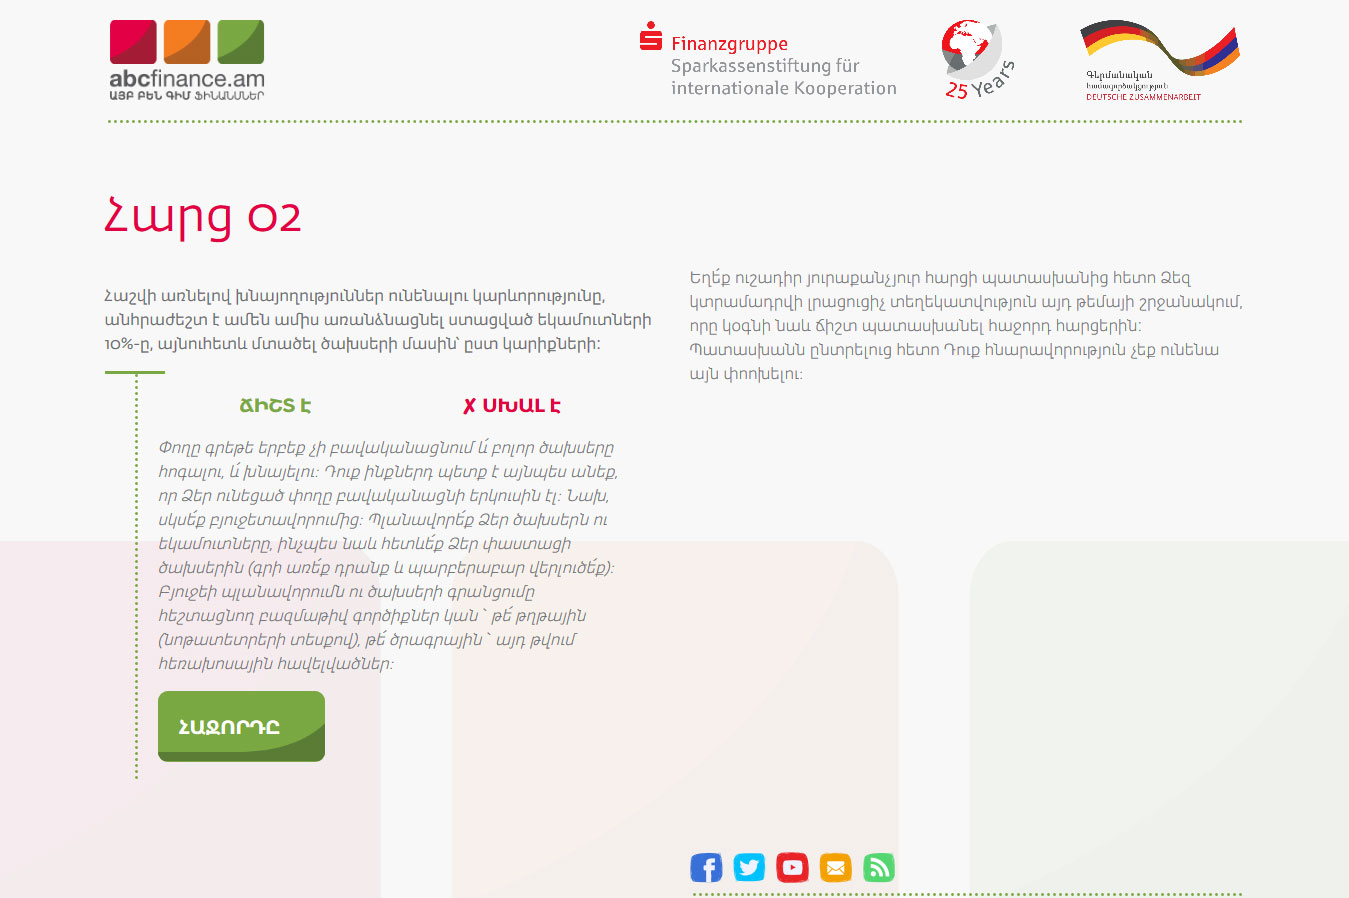 abcfinance.am
ԱՅԲ ԲԵՆ ԳԻՄ ՖԻՆԱՆՍՆԵՐ
Finanzgruppe
Sparkassenstiftung für
internationale Kooperation
25 Years
Գերմանական
համագործակցություն
DEUTSCHE ZUSAMMENARBEIT
Հարց 02
Հաշվի առնելով խնայողություններ ունենալու կարևորությունը,
անհրաժեշտ է ամեն ամիս առանձնացնել ստացված եկամուտների
10%-ը, այնուհետև մտածել ծախսերի մասին՝ ըստ կարիքների:
ՃԻՇՏ Է
✗ ՍԽԱԼ Է
Փողը գրեթե երբեք չի բավականացնում և՛ բոլոր ծախսերը
հոգալու, և՛ խնայելու: Դուք ինքներդ պետք է այնպես անեք,
որ Ձեր ունեցած փողը բավականացնի երկուսին էլ: Նախ,
սկսե՛ք բյուջետավորումից: Պլանավորե՛ք Ձեր ծախսերն ու
եկամուտները, ինչպես նաև հետևե՛ք Ձեր փաստացի
ծախսերին (գրի առե՛ք դրանք և պարբերաբար վերլուծե՛ք):
Բյուջեի պլանավորումն ու ծախսերի գրանցումը
հեշտացնող բազմաթիվ գործիքներ կան` թե՛ թղթային
(նոթատետրերի տեսքով), թե՛ ծրագրային` այդ թվում
հեռախոսային հավելվածներ:
ՀԱՋՈՐԴԸ
Եղե՛ք ուշադիր յուրաքանչյուր հարցի պատասխանից հետո Ձեզ
կտրամադրվի լրացուցիչ տեղեկատվություն այդ թեմայի շրջանակում,
որը կօգնի նաև ճիշտ պատասխանել հաջորդ հարցերին:
Պատասխանն ընտրելուց հետո Դուք հնարավորություն չեք ունենա
այն փոխելու: